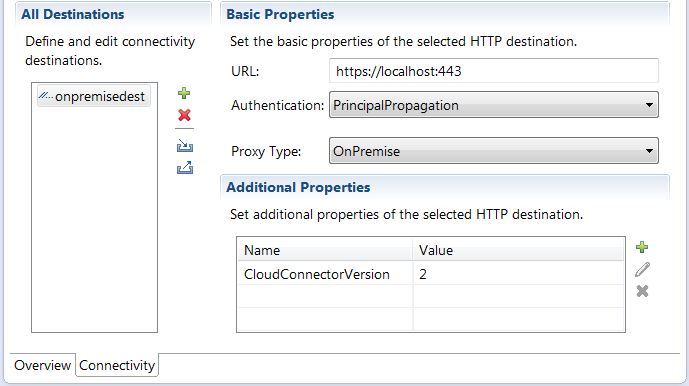 All Destinations
Define and edit connectivity
destinations.
onpremisedest
Basic Properties
Set the basic properties of the selected HTTP destination.
URL: https://localhost:443
Authentication: PrincipalPropagation
Proxy Type: OnPremise
Additional Properties
Set additional properties of the selected HTTP destination.
Name Value
CloudConnectorVersion 2
Overview Connectivity